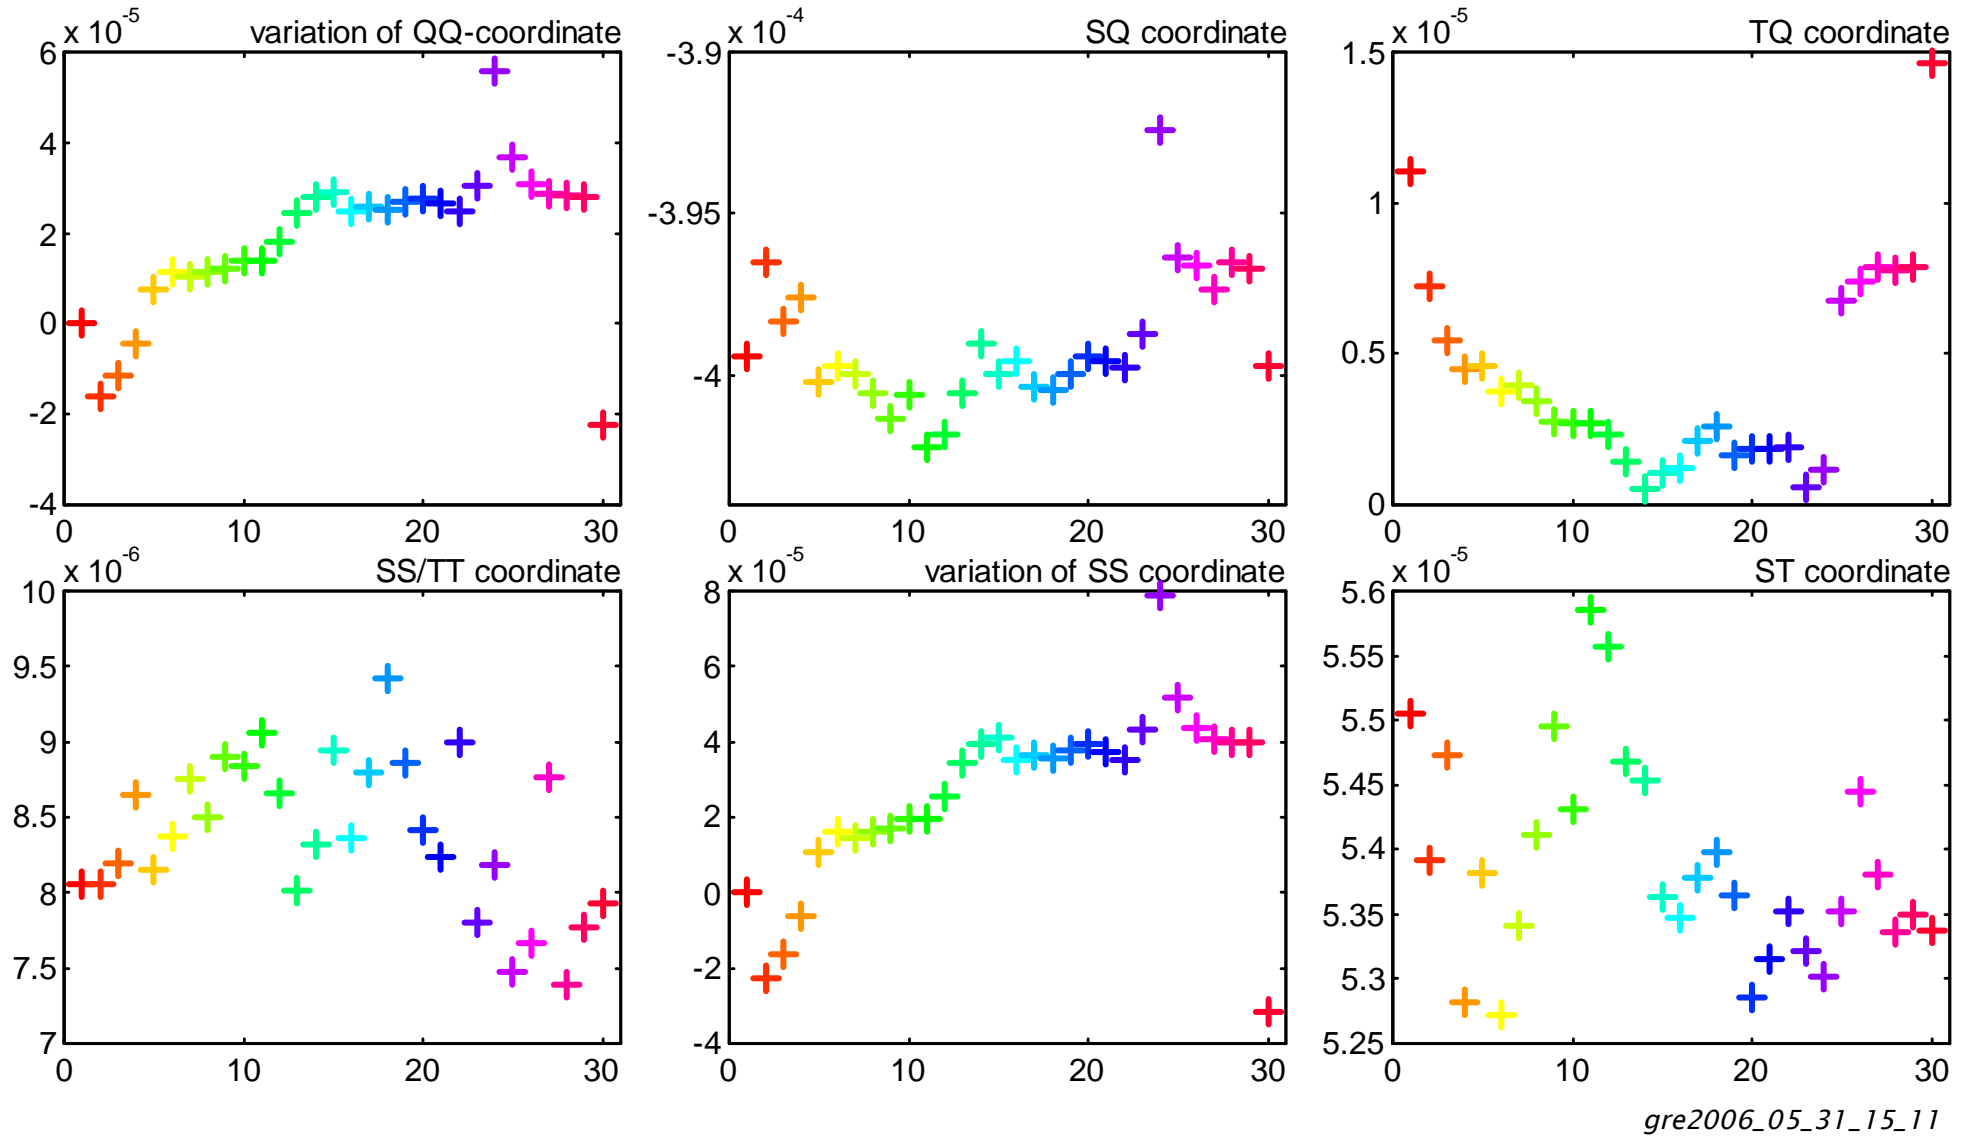 x 10-5 variation of QQ-coordinate
6
4
2
0
-2
-4
0 10 20 30
x 10-4 SQ coordinate
-3.9
-3.95
-4
0 10 20 30
x 10-5 TQ coordinate
1.5
1
0.5
0
0 10 20 30
x 10-6 SS/TT coordinate
10
9.5
9
8.5
8
7.5
7
0 10 20 30
x 10-5 variation of SS coordinate
8
6
4
2
0
-2
-4
0 10 20 30
x 10-5 ST coordinate
5.6
5.55
5.5
5.45
5.4
5.35
5.3
5.25
0 10 20 30
gre2006_05_31_15_11